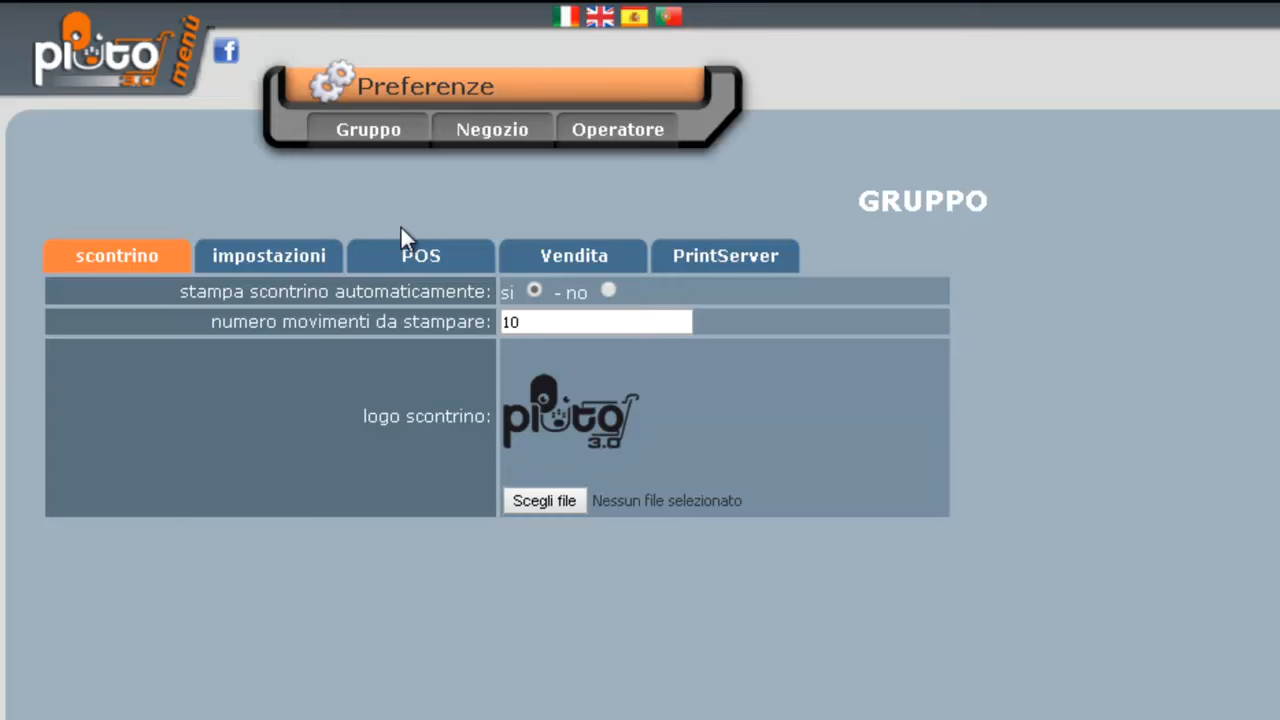 pluto 3.0 menù
f
Preferenze
Gruppo Negozio Operatore
GRUPPO
scontrino impostazioni POS Vendita PrintServer
stampa scontrino automaticamente: si - no
numero movimenti da stampare: 10
logo scontrino: pluto 3.0
Scegli file Nessun file selezionato